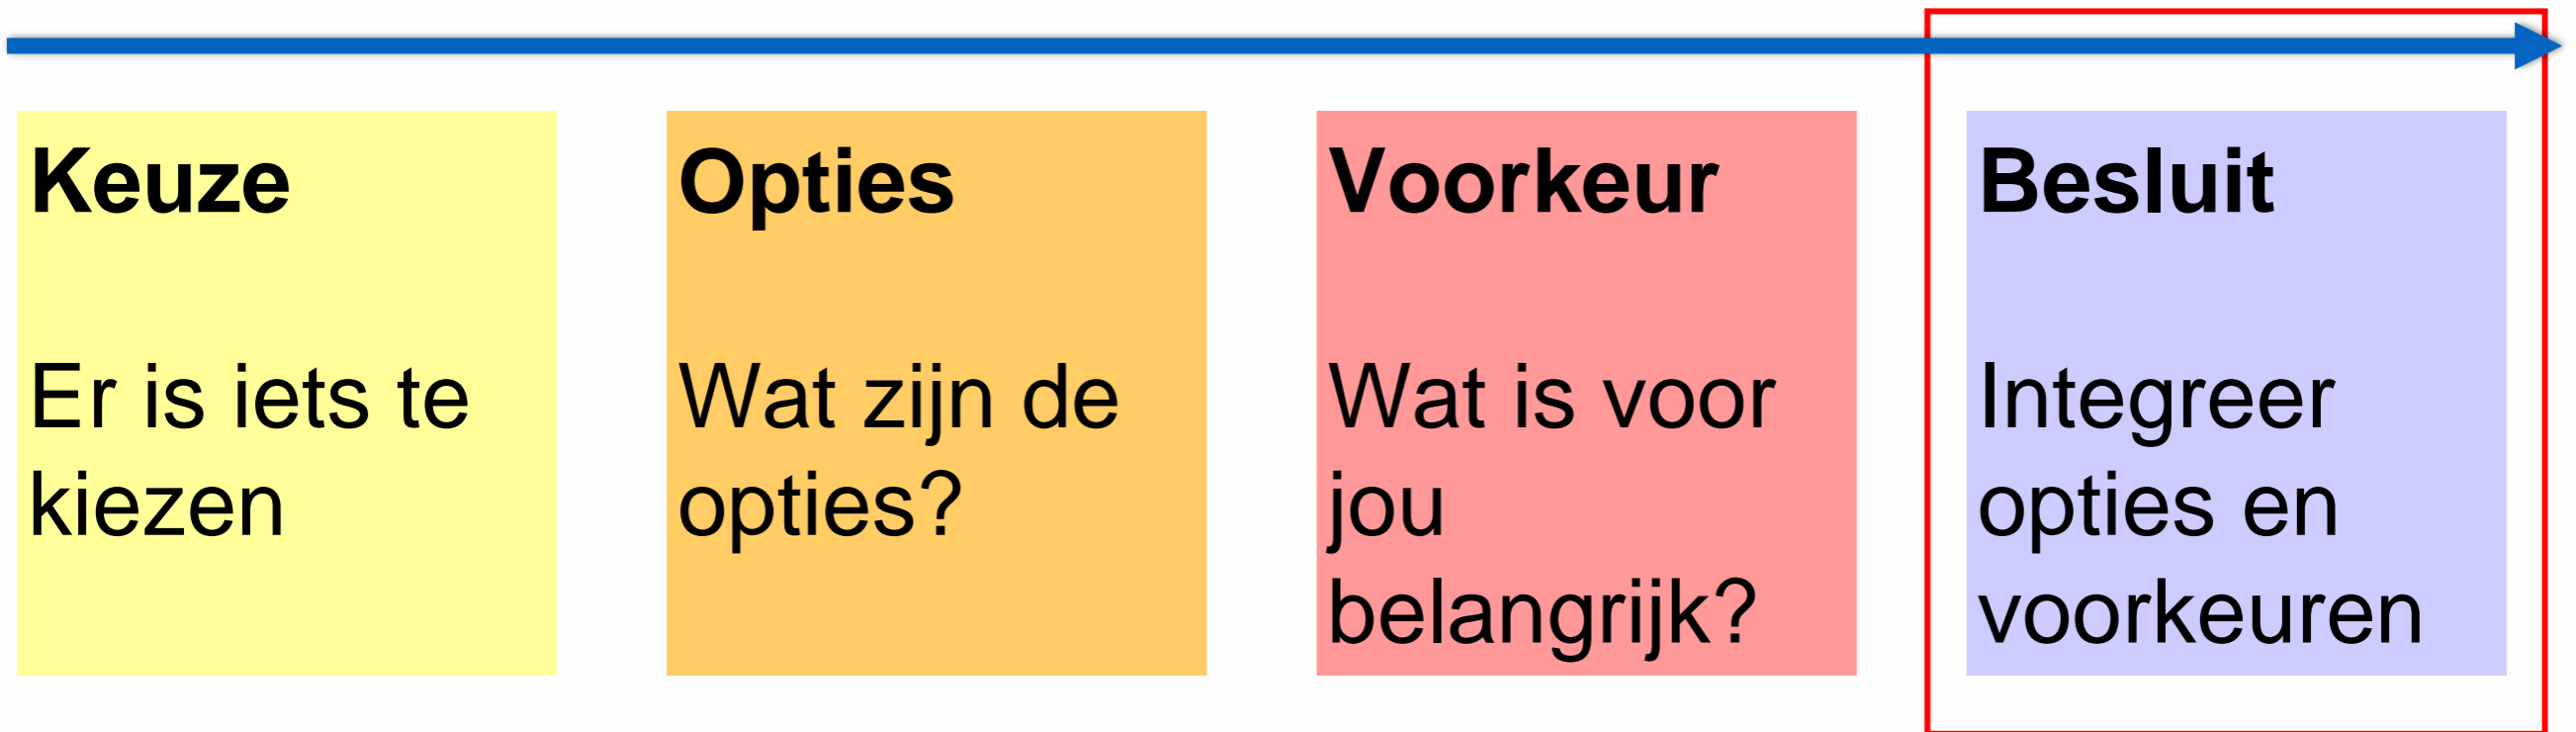 Keuze
Er is iets te
kiezen
Opties
Wat zijn de
opties?
Voorkeur
Wat is voor
jou
belangrijk?
Besluit
Integreer
opties en
voorkeuren